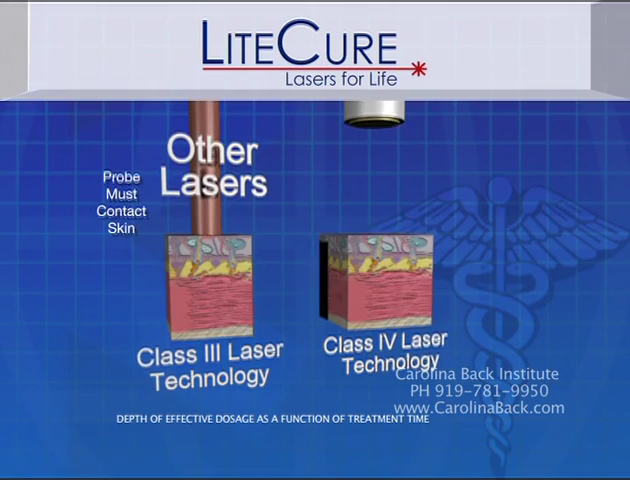 LITECURE
Lasers for Life
Other
Lasers
Probe
Must
Contact
Skin
Class III Laser
Technology
Class IV Laser
Technology
Carolina Back Institute
PH 919-781-9950
www.CarolinaBack.com
DEPTH OF EFFECTIVE DOSAGE AS A FUNCTION OF TREATMENT TIME